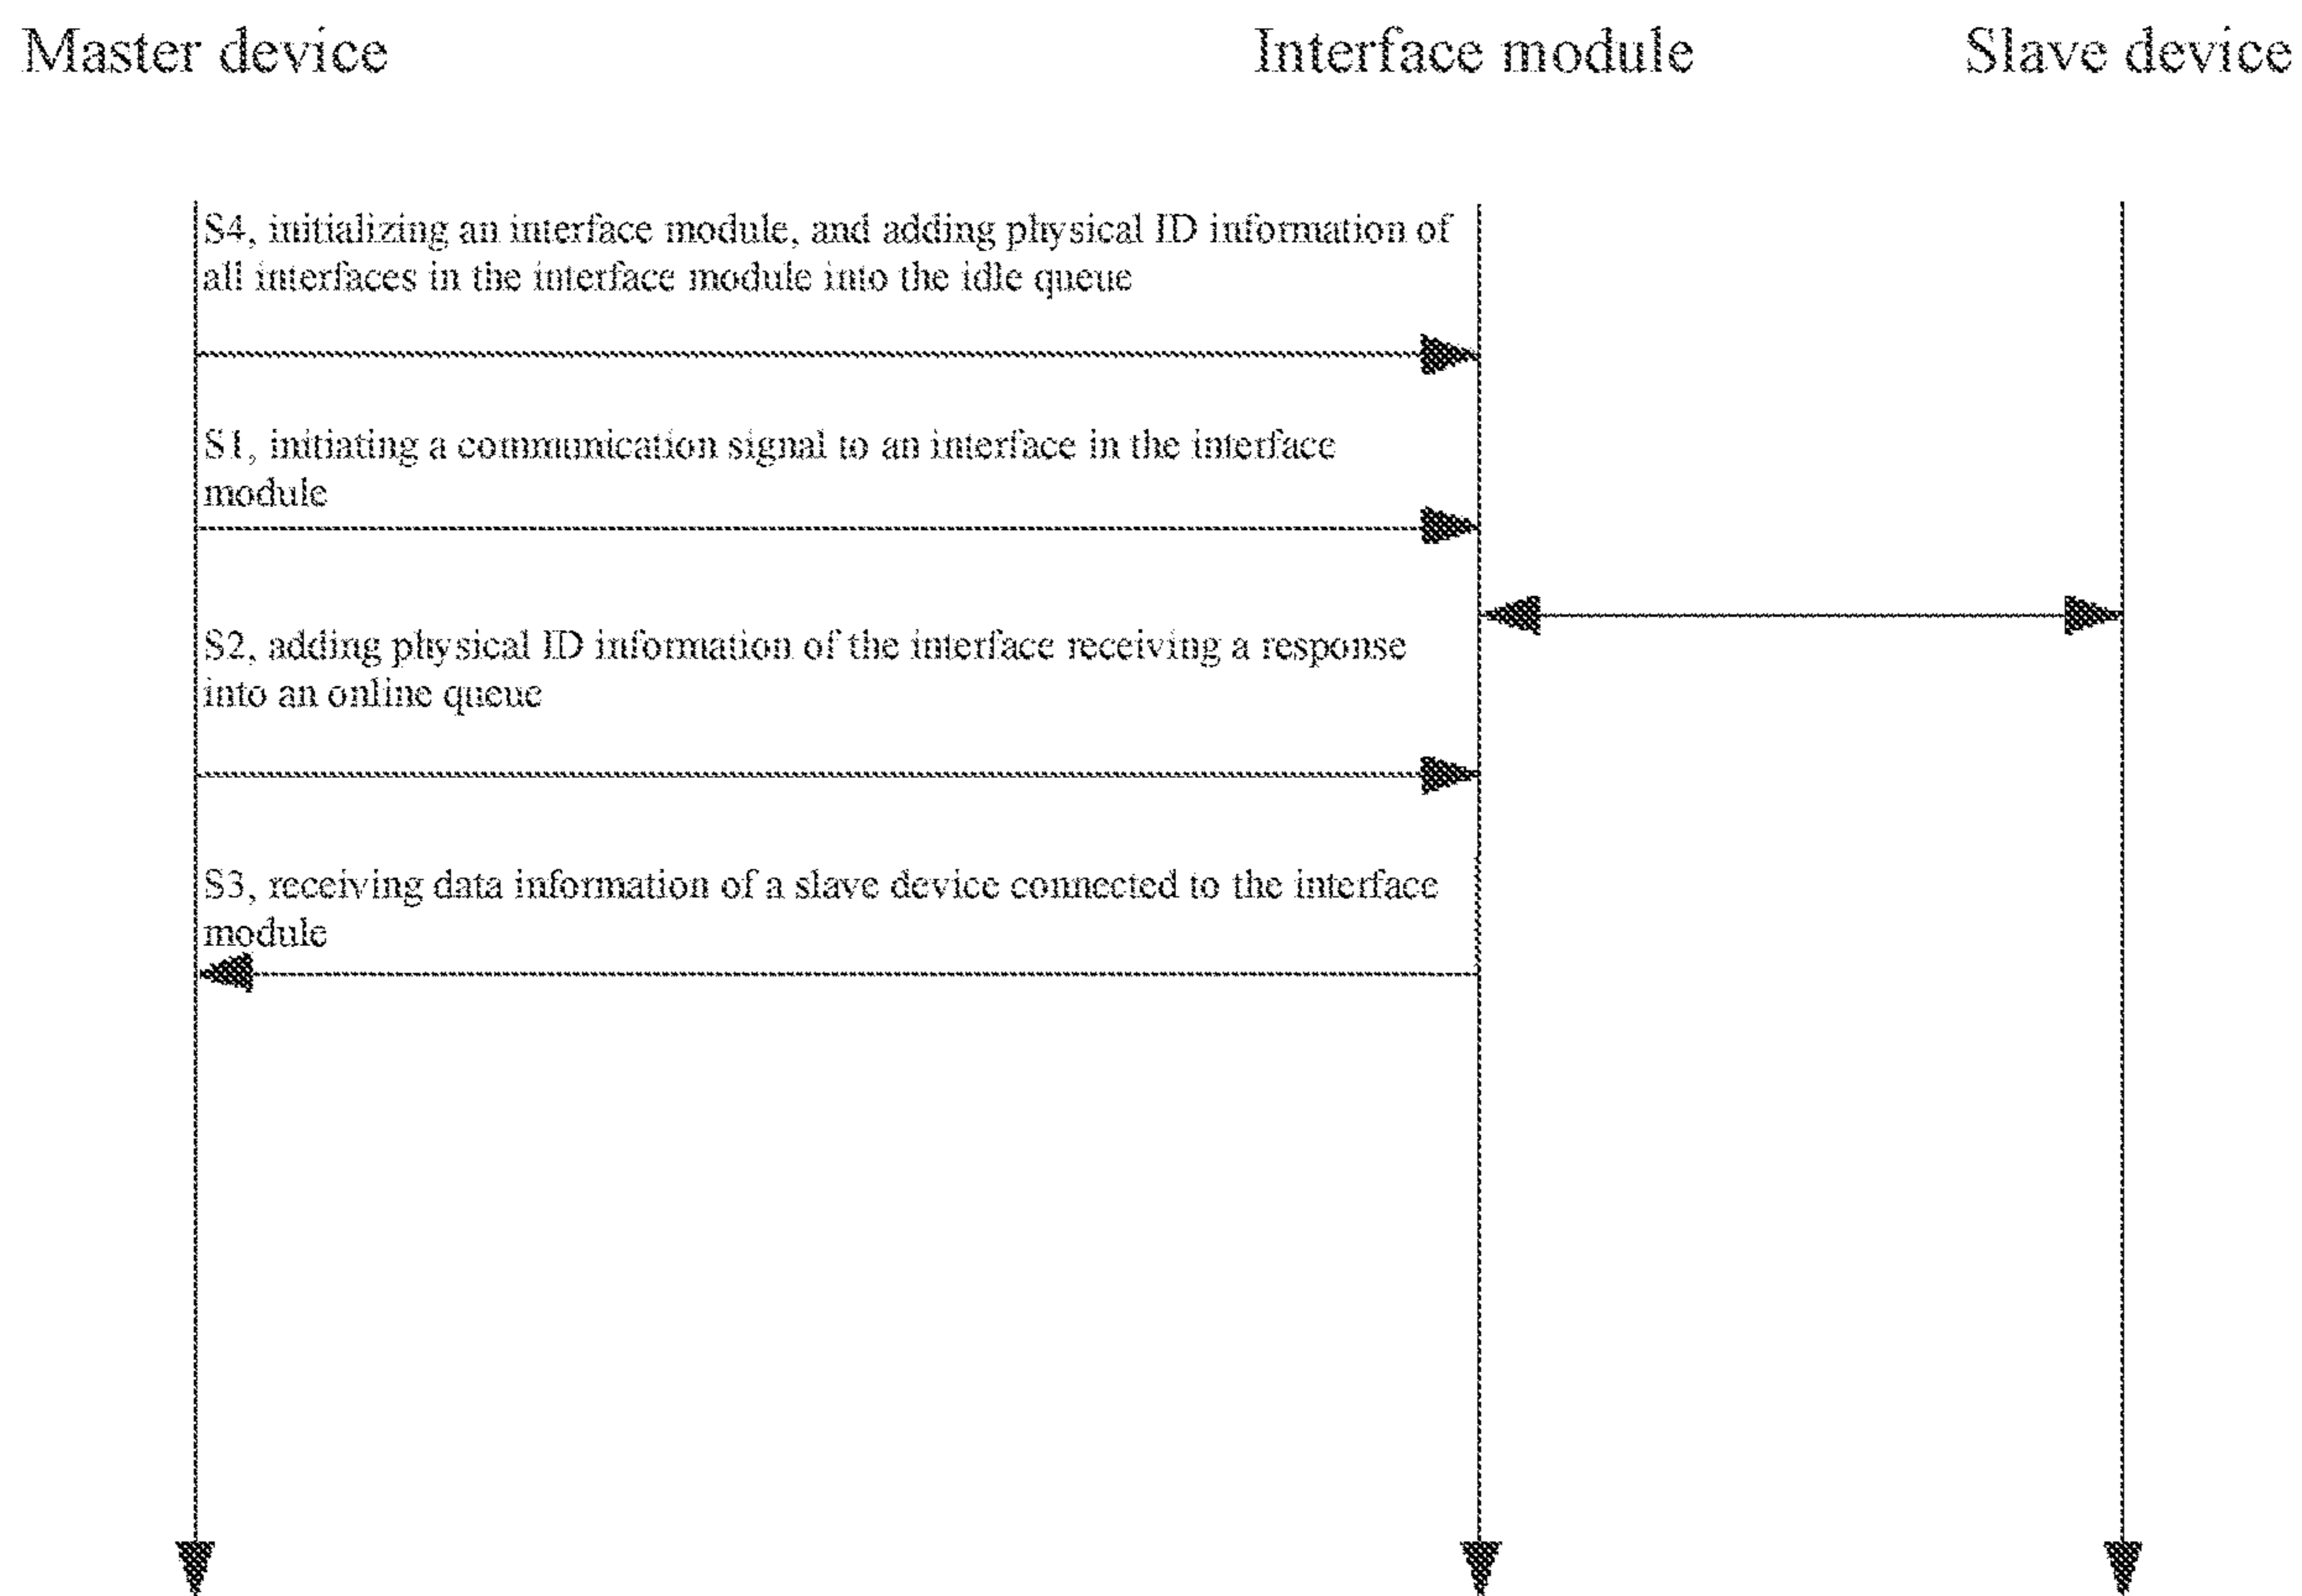 Master device Interface module Slave device
S4, initializing an interface module, and adding physical ID information of
all interfaces in the interface module into the idle queue
S1, initiating a communication signal to an interface in the interface
module
S2, adding physical ID information of the interface receiving a response
into an online queue
S3, receiving data information of a slave device connected to the interface
module